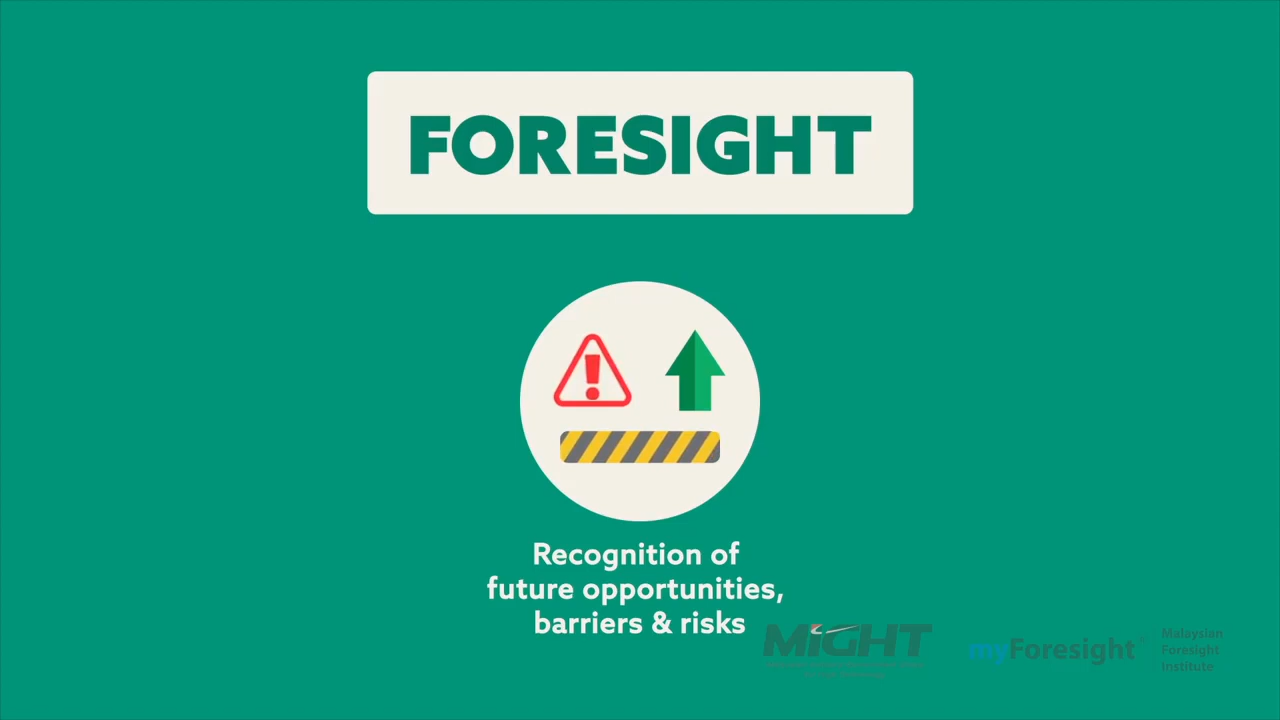 FORESIGHT
Recognition of
future opportunities,
barriers & risks
MiGHT
myForesight®
Malaysian
Foresight
Institute